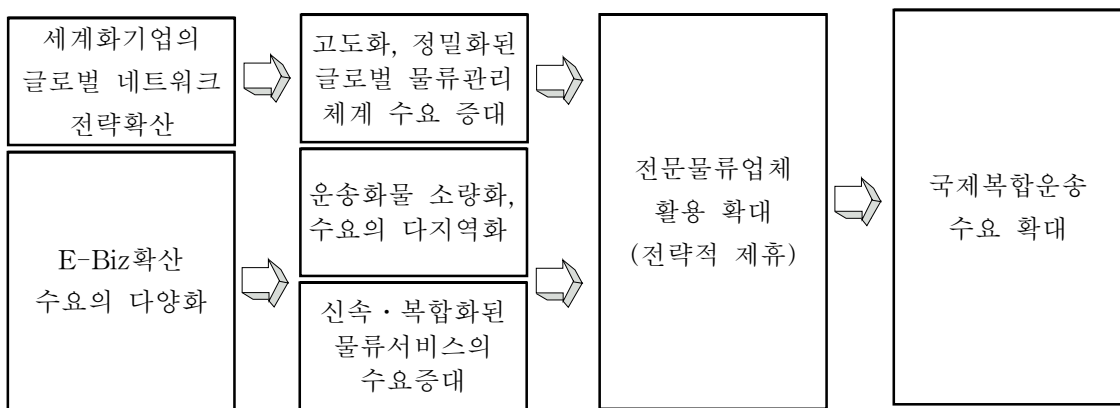 세계화기업의
글로벌 네트워크
전략확산
고도화, 정밀화된
글로벌 물류관리
체계 수요 증대
E-Biz확산
수요의 다양화
운송화물 소량화,
수요의 다지역화
신속·복합화된
물류서비스의
수요증대
전문물류업체
활용 확대
(전략적 제휴)
국제복합운송
수요 확대